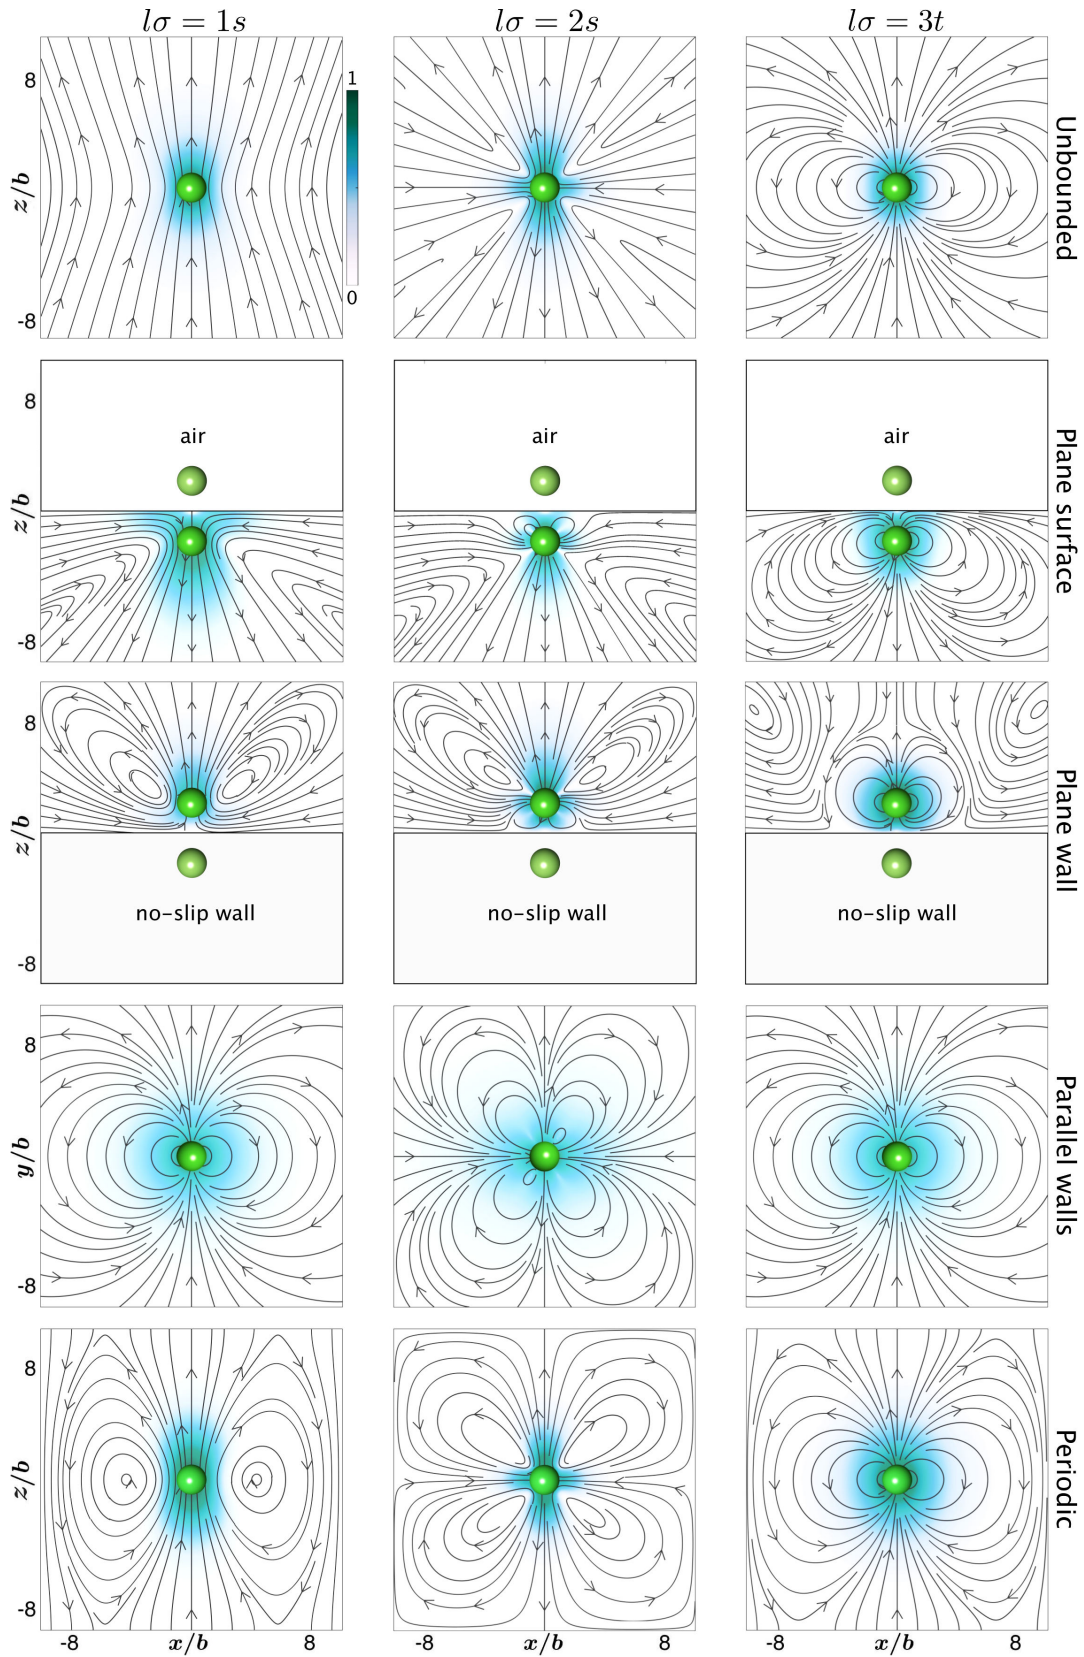 lσ = 1s
lσ = 2s
lσ = 3t
1
0
8
z/b
-8
Unbounded
8
z/b
-8
air
air
air
Plane surface
8
z/b
-8
no-slip wall
no-slip wall
no-slip wall
Plane wall
8
y/b
-8
Parallel walls
8
z/b
-8
Periodic
-8 x/b 8
-8 x/b 8
-8 x/b 8